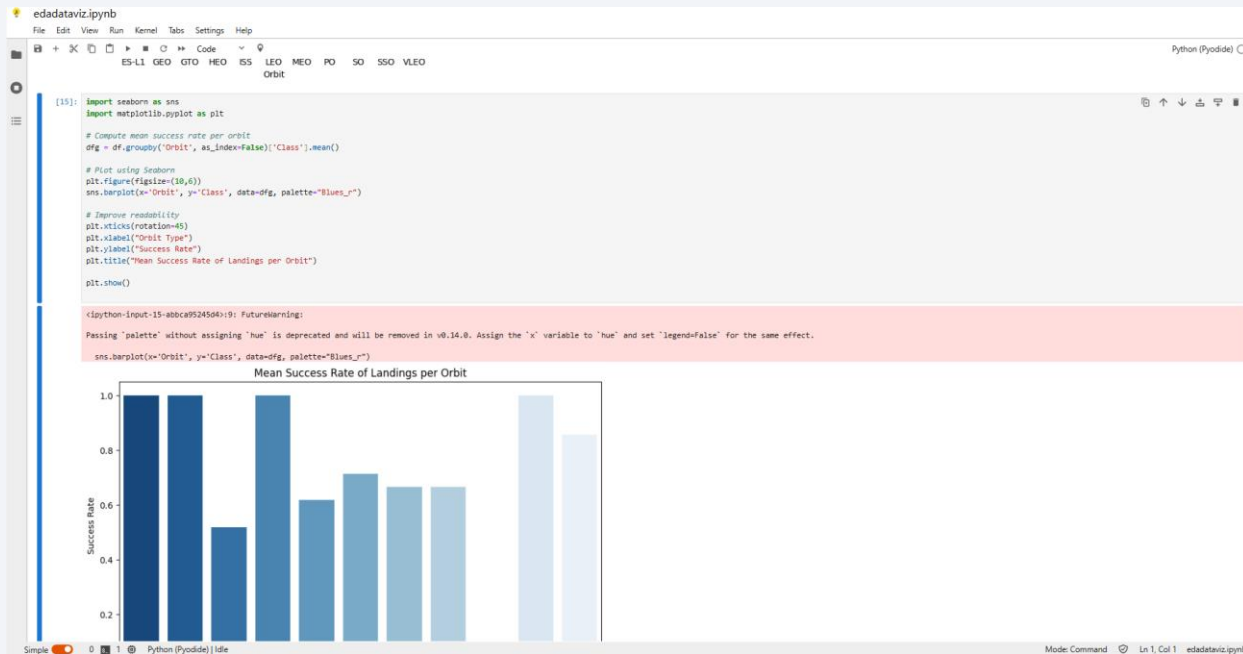 edadataviz.ipynb
File Edit View Run Kernel Tabs Settings Help
Code
Python (Pyodide)
ES-L1 GEO GTO HEO ISS LEO MEO PO SO SSO VLEO
Orbit
[15]: import seaborn as sns
import matplotlib.pyplot as plt
# Compute mean success rate per orbit
dfg = df.groupby('Orbit', as_index=False)['Class'].mean()
# Plot using Seaborn
plt.figure(figsize=(10,6))
sns.barplot(x='Orbit', y='Class', data=dfg, palette="Blues_r")
# Improve readability
plt.xticks(rotation=45)
plt.xlabel("Orbit Type")
plt.ylabel("Success Rate")
plt.title("Mean Success Rate of Landings per Orbit")
plt.show()
<ipython-input-15-abbca95245d4>:9: FutureWarning:
Passing `palette` without assigning `hue` is deprecated and will be removed in v0.14.0. Assign the `x` variable to `hue` and set `legend=False` for the same effect.
sns.barplot(x='Orbit', y='Class', data=dfg, palette="Blues_r")
Mean Success Rate of Landings per Orbit
1.0
0.8
0.6
0.4
0.2
Success Rate
Simple 0 1 Python (Pyodide) | Idle
Mode: Command Ln 1, Col 1 edadataviz.ipynb